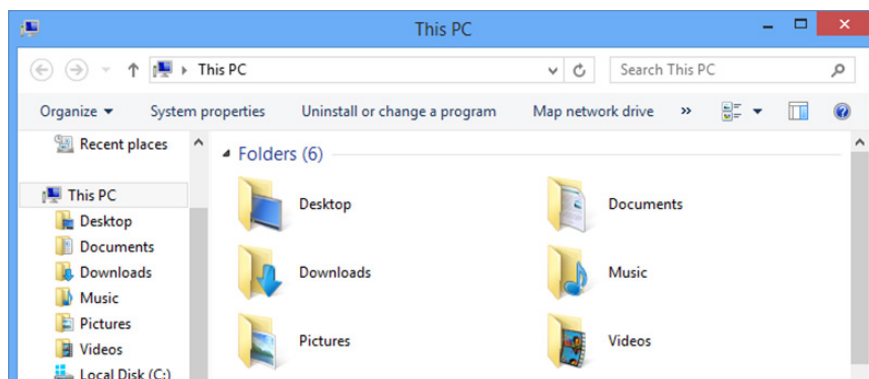 This PC
This PC
Search This PC
Organize
System properties
Uninstall or change a program
Map network drive
»
Recent places
This PC
Desktop
Documents
Downloads
Music
Pictures
Videos
Local Disk (C:)
Folders (6)
Desktop
Documents
Downloads
Music
Pictures
Videos